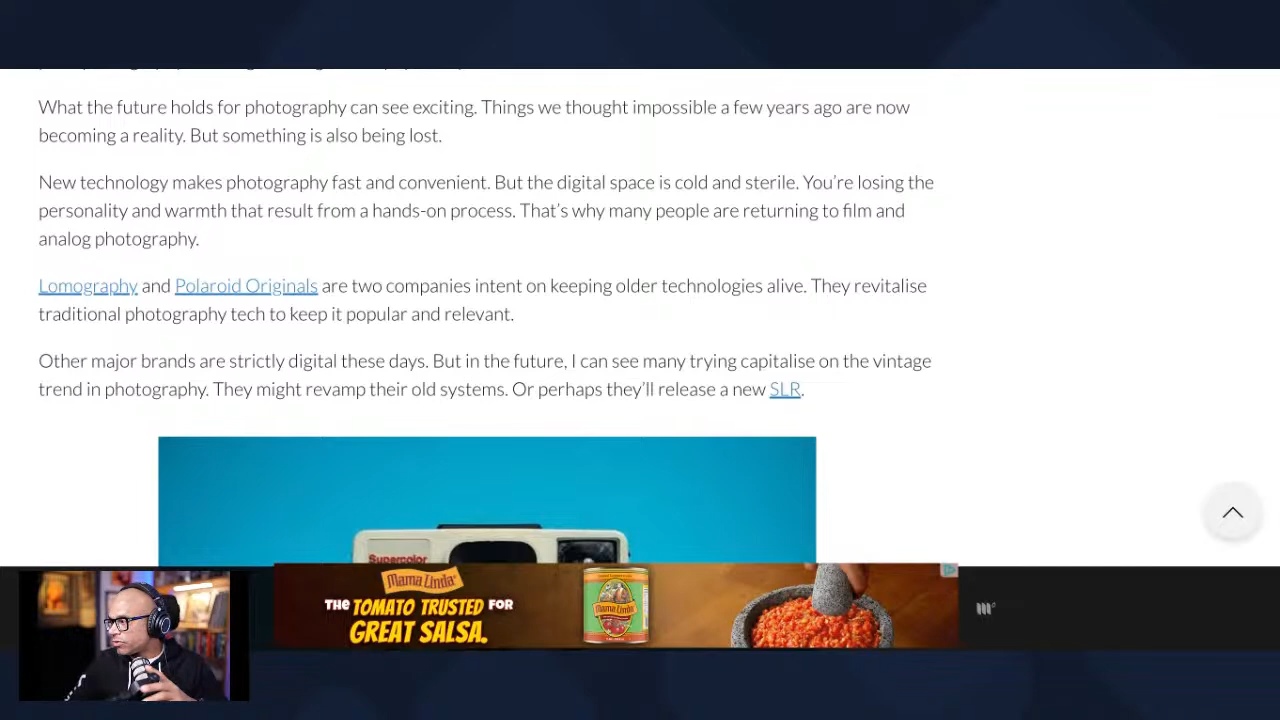 What the future holds for photography can see exciting. Things we thought impossible a few years ago are now
becoming a reality. But something is also being lost.
New technology makes photography fast and convenient. But the digital space is cold and sterile. You’re losing the
personality and warmth that result from a hands-on process. That’s why many people are returning to film and
analog photography.
Lomography and Polaroid Originals are two companies intent on keeping older technologies alive. They revitalise
traditional photography tech to keep it popular and relevant.
Other major brands are strictly digital these days. But in the future, I can see many trying capitalise on the vintage
trend in photography. They might revamp their old systems. Or perhaps they’ll release a new SLR.
Supercolor
Mama Linda
THE TOMATO TRUSTED FOR
GREAT SALSA.
Mama Linda